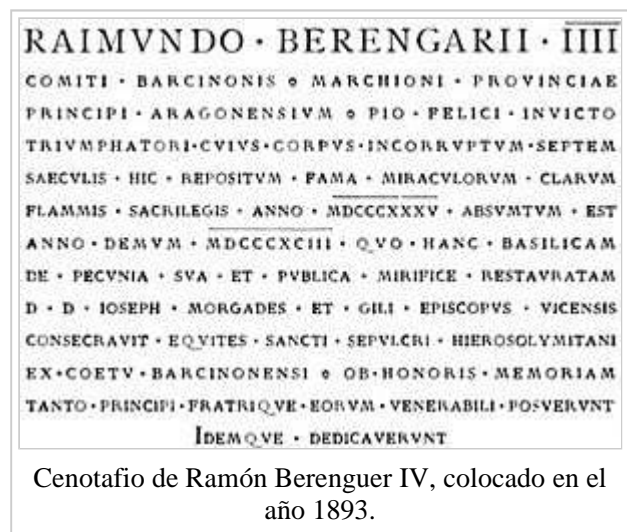 RAIMVNDO · BERENGARII · IIII
COMITI · BARCINONIS • MARCHIONI · PROVINCIAE
PRINCIPI · ARAGONENSIVM • PIO · FELICI · INVICTO
TRIVMPHATORI · CVIVS · CORPVS · INCORRVPTVM · SEPTEM
SAECVLIS · HIC · REPOSITVM · FAMA · MIRACVLORVM · CLARVM
FLAMMIS · SACRILEGIS · ANNO · MDCCCXXXV · ABSVMTVM · EST
ANNO · DEMVM · MDCCCXCIII · QVO · HANC · BASILICAM
DE · PECVNIA · SVA · ET · PVBLICA · MIRIFICE · RESTAVRATAM
D · D · IOSEPH · MORGADES · ET · GILI · EPISCOPVS · VICENSIS
CONSECRAVIT · EQVITES · SANCTI · SEPVLCRI · HIEROSOLYMITANI
EX · COETV · BARCINONENSI • OB · HONORIS · MEMORIAM
TANTO · PRINCIPI · FRATRIQVE · EORVM · VENERABILI · POSVERVNT
IDEMQVE · DEDICAVERVNT
Cenotafio de Ramón Berenguer IV, colocado en el
año 1893.